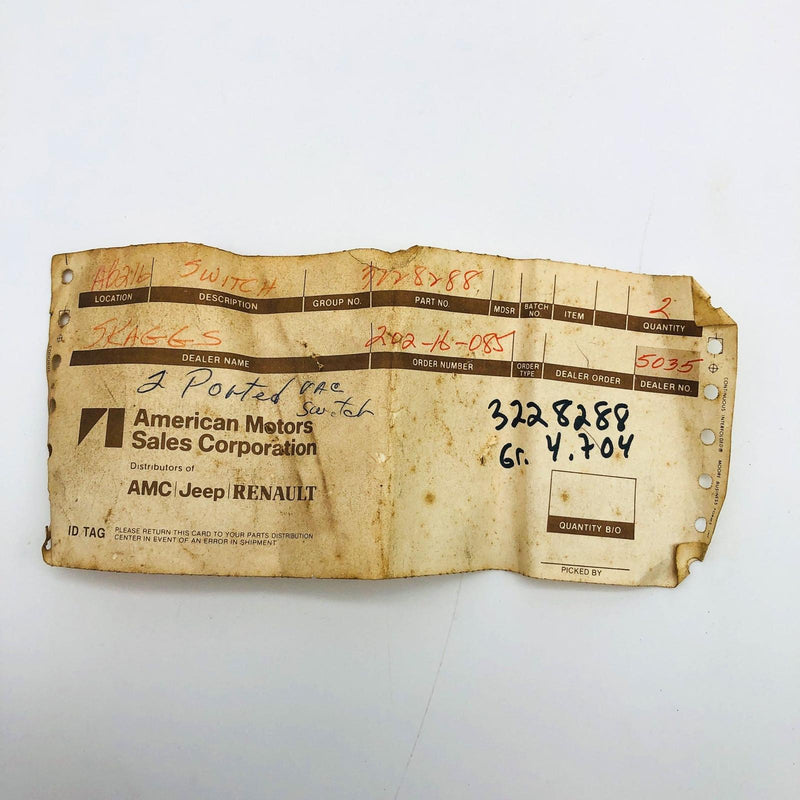 A6216 SWITCH 3228288 2
LOCATION DESCRIPTION GROUP NO. PART NO. MDSR BATCH NO. ITEM QUANTITY
SKAGGS 202-16-085 5035
DEALER NAME ORDER NUMBER ORDER TYPE DEALER ORDER DEALER NO.
2 Ported VAC Switch
3228288
Gr. 4.704
American Motors
Sales Corporation
Distributors of
AMC | Jeep | RENAULT
QUANTITY B/O
ID TAG PLEASE RETURN THIS CARD TO YOUR PARTS DISTRIBUTION
CENTER IN EVENT OF AN ERROR IN SHIPMENT
PICKED BY